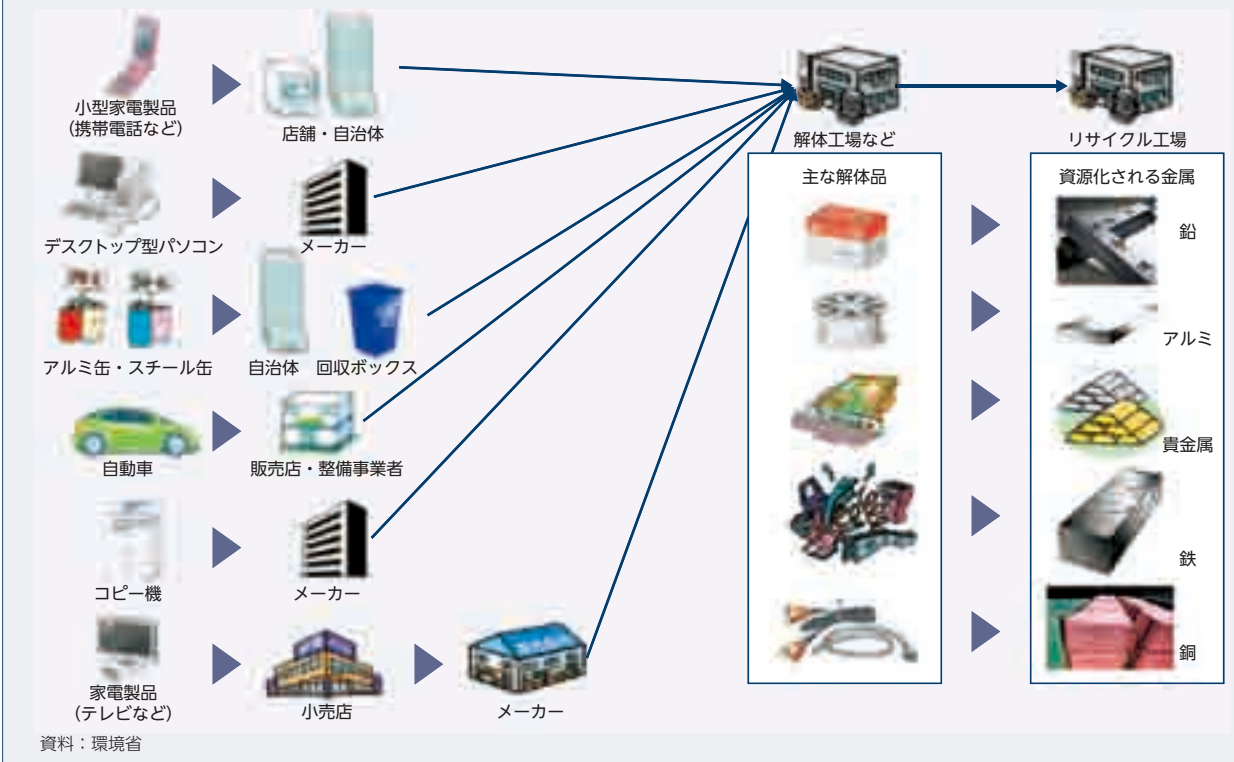 小型家電製品
(携帯電話など)
店舗・自治体
解体工場など
リサイクル工場
主な解体品
資源化される金属
デスクトップ型パソコン
メーカー
鉛
アルミ缶・スチール缶
自治体
回収ボックス
アルミ
自動車
販売店・整備事業者
貴金属
コピー機
メーカー
鉄
家電製品
(テレビなど)
小売店
メーカー
銅
資料：環境省